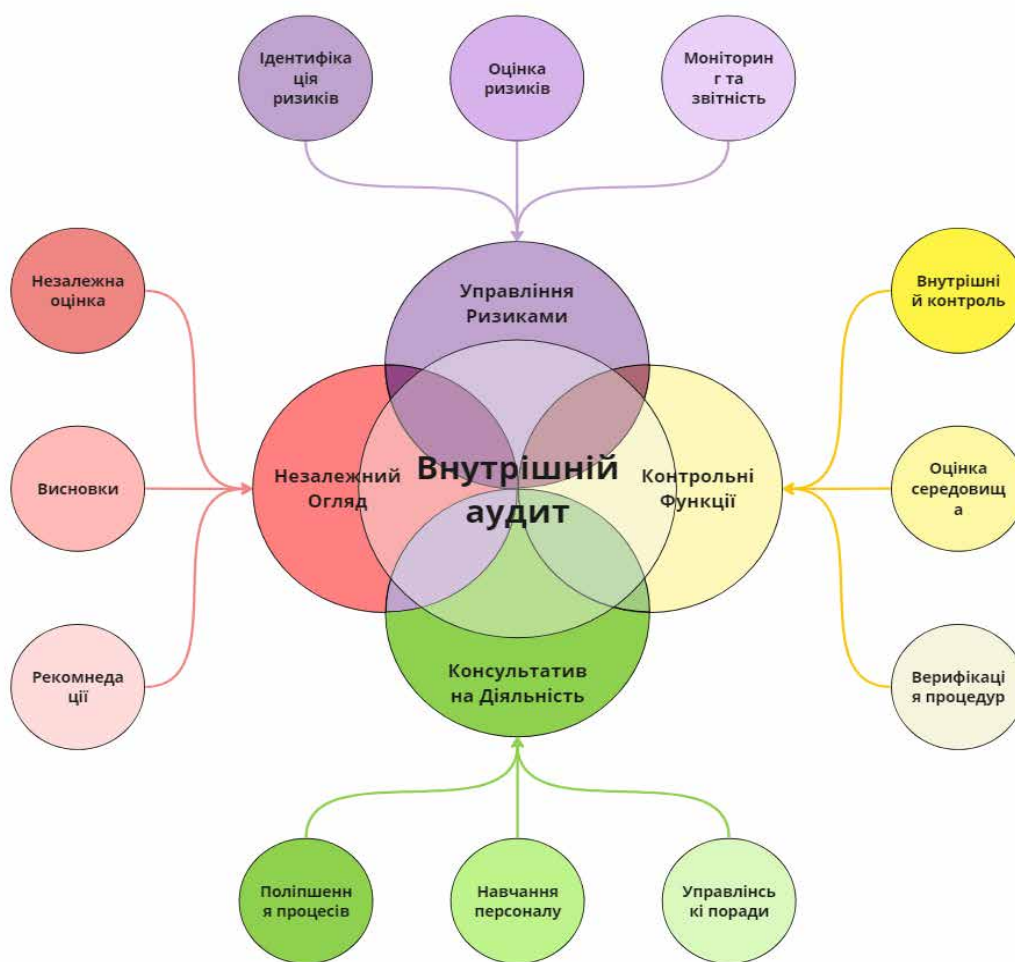 Ідентифіка
ція
ризиків
Оцінка
ризиків
Моніторин
г та
звітність
Незалежна
оцінка
Управління
Ризиками
Внутрішні
й контроль
Висновки
Незалежний
Огляд
Внутрішній
аудит
Контрольні
Функції
Оцінка
середовищ
а
Рекомнеда
ції
Консультатив
на Діяльність
Верифікаці
я процедур
Поліпшенн
я процесів
Навчання
персоналу
Управлінсь
кі поради